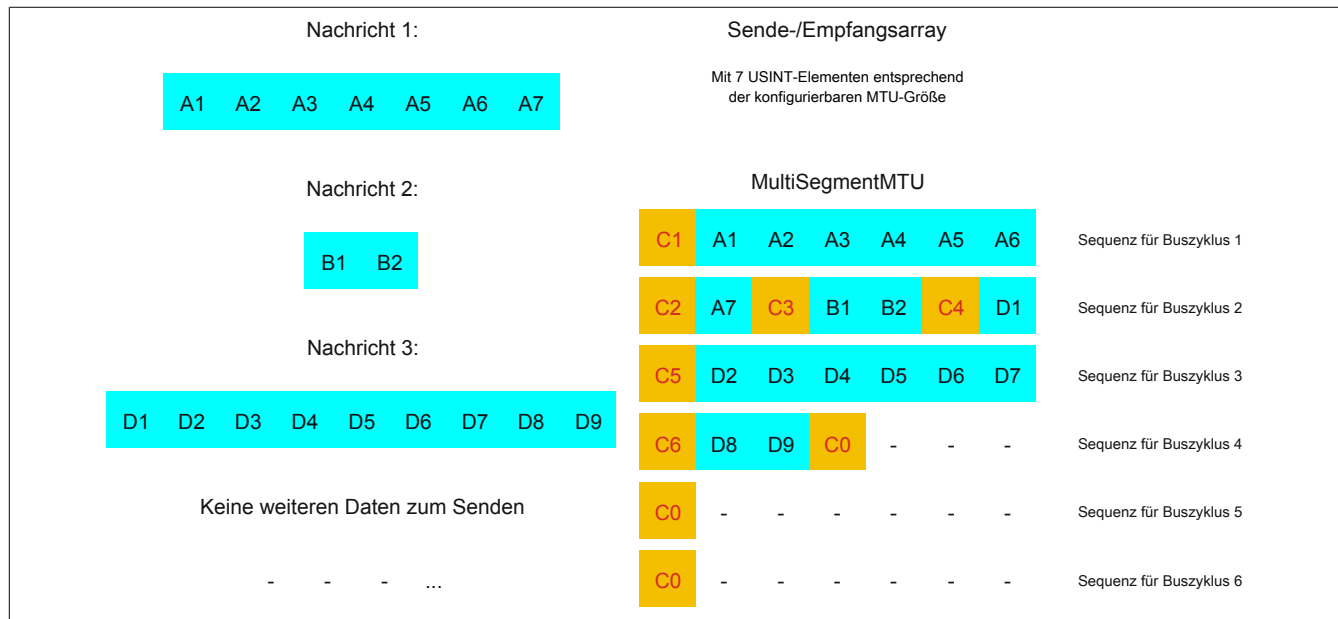 Nachricht 1:
A1 A2 A3 A4 A5 A6 A7
Nachricht 2:
B1 B2
Nachricht 3:
D1 D2 D3 D4 D5 D6 D7 D8 D9
Keine weiteren Daten zum Senden
- - - ...
Sende-/Empfangsarray
Mit 7 USINT-Elementen entsprechend
der konfigurierbaren MTU-Größe
MultiSegmentMTU
C1 A1 A2 A3 A4 A5 A6 Sequenz für Buszyklus 1
C2 A7 C3 B1 B2 C4 D1 Sequenz für Buszyklus 2
C5 D2 D3 D4 D5 D6 D7 Sequenz für Buszyklus 3
C6 D8 D9 C0 - - - Sequenz für Buszyklus 4
C0 - - - - - - Sequenz für Buszyklus 5
C0 - - - - - - Sequenz für Buszyklus 6